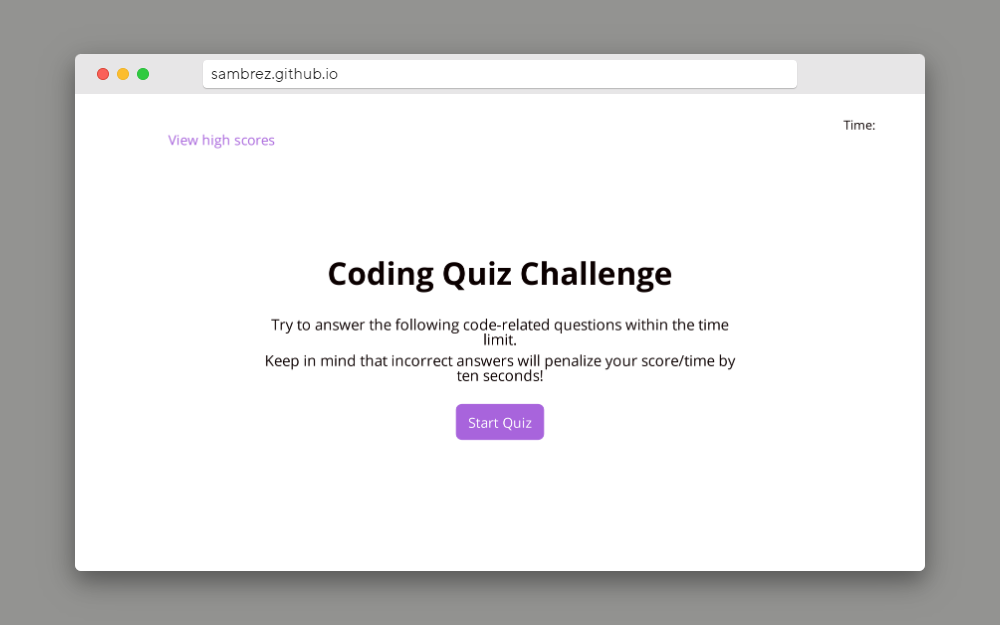 sambrez.github.io
Time:
View high scores
Coding Quiz Challenge
Try to answer the following code-related questions within the time
limit.
Keep in mind that incorrect answers will penalize your score/time by
ten seconds!
Start Quiz